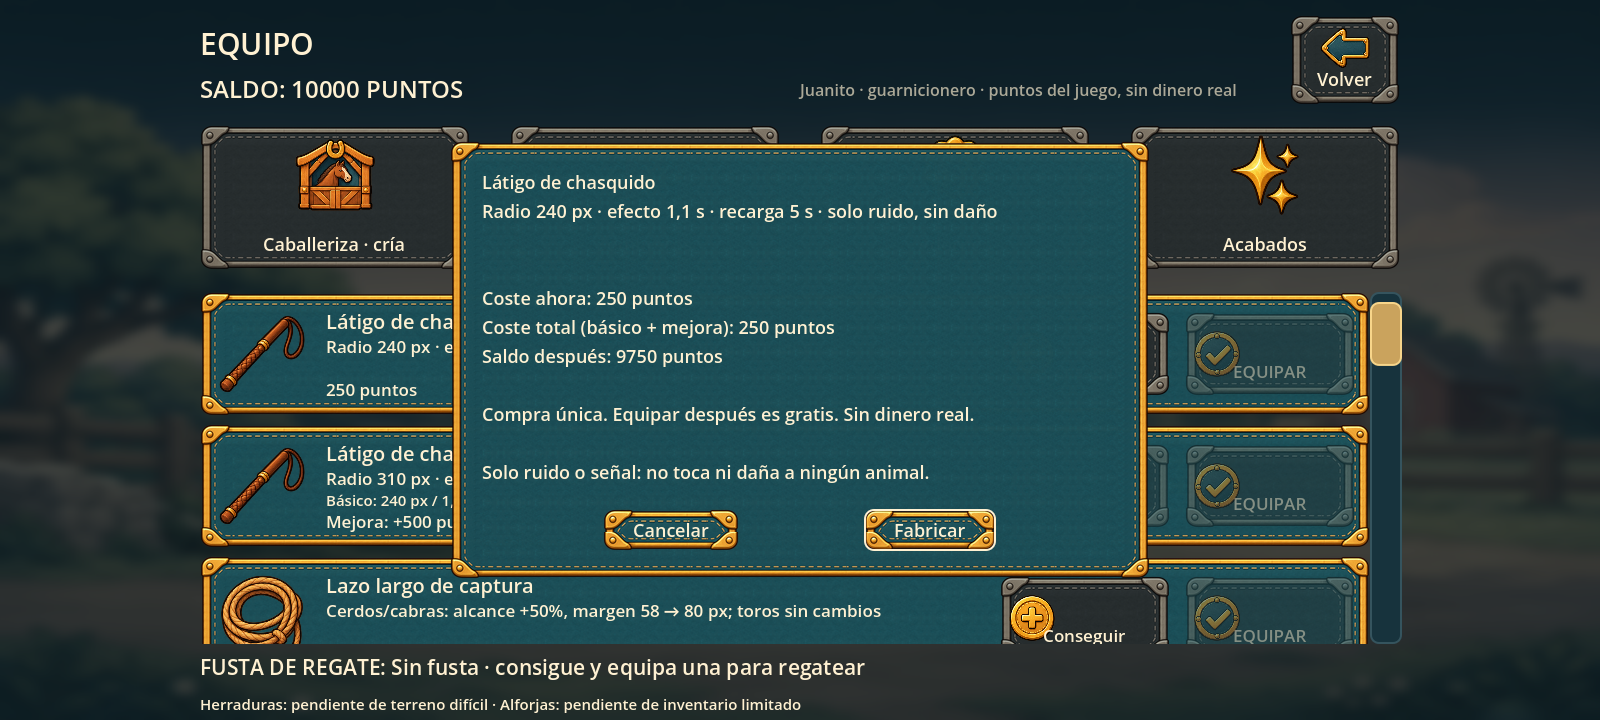 EQUIPO
SALDO: 10000 PUNTOS
Juanito · guarnicionero · puntos del juego, sin dinero real
Volver
Caballeriza · cría
Acabados
Látigo de chasquido
Radio 240 px · efecto 1,1 s · recarga 5 s · solo ruido, sin daño
Coste ahora: 250 puntos
Coste total (básico + mejora): 250 puntos
Saldo después: 9750 puntos
Compra única. Equipar después es gratis. Sin dinero real.
Solo ruido o señal: no toca ni daña a ningún animal.
Cancelar
Fabricar
Látigo de cha
Radio 240 px · e
250 puntos
EQUIPAR
Látigo de cha
Radio 310 px · e
Básico: 240 px / 1,
Mejora: +500 pu
EQUIPAR
Lazo largo de captura
Cerdos/cabras: alcance +50%, margen 58 → 80 px; toros sin cambios
Conseguir
EQUIPAR
FUSTA DE REGATE: Sin fusta · consigue y equipa una para regatear
Herraduras: pendiente de terreno difícil · Alforjas: pendiente de inventario limitado